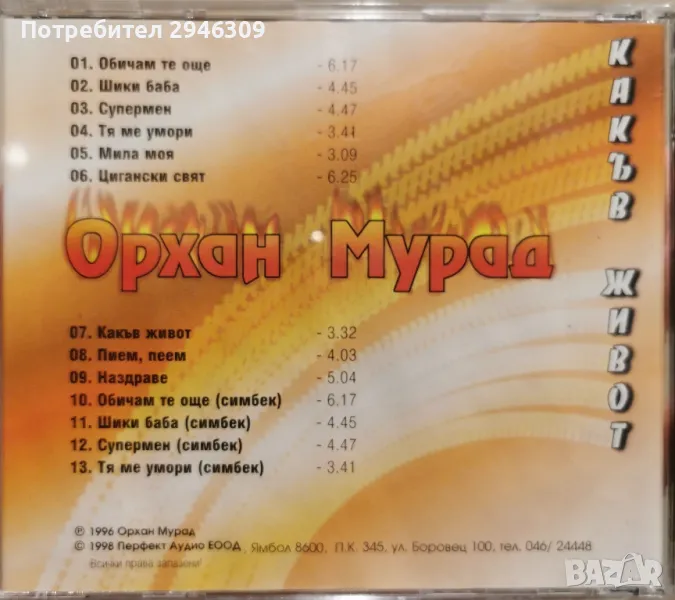 Потребител 2946309
01. Обичам те още - 6.17
02. Шики баба - 4.45
03. Супермен - 4.47
04. Тя ме умори - 3.41
05. Мила моя - 3.09
06. Цигански свят - 6.25
Орхан Мурад
07. Какъв живот - 3.32
08. Пием, пеем - 4.03
09. Наздраве - 5.04
10. Обичам те още (симбек) - 6.17
11. Шики баба (симбек) - 4.45
12. Супермен (симбек) - 4.47
13. Тя ме умори (симбек) - 3.41
КАКЪВ ЖИВОТ
℗ 1996 Орхан Мурад
© 1998 Перфект Аудио ЕООД, Ямбол 8600, П.К. 345, ул. Боровец 100, тел. 046/ 24448
Всички права запазени!
BAZAR